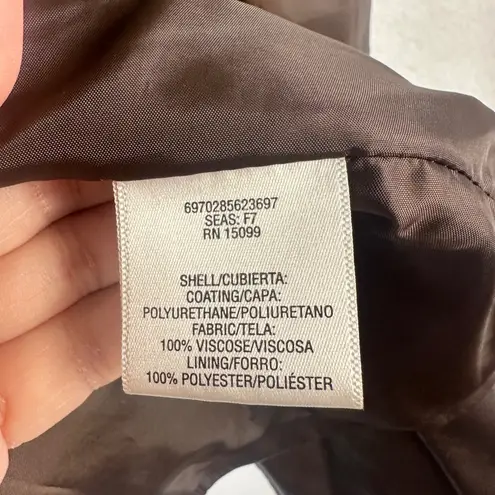 6970285623697
SEAS: F7
RN 15099
SHELL/CUBIERTA:
COATING/CAPA:
POLYURETHANE/POLIURETANO
FABRIC/TELA:
100% VISCOSE/VISCOSA
LINING/FORRO:
100% POLYESTER/POLIÉSTER